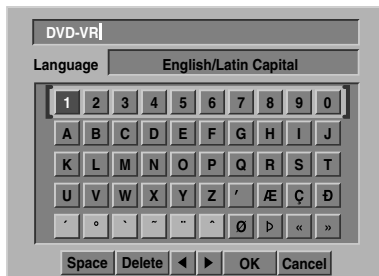 DVD-VR
Language English/Latin Capital
1 2 3 4 5 6 7 8 9 0
A B C D E F G H I J
K L M N O P Q R S T
U V W X Y Z ′ Æ Ç Ð
´ ° ` ~ ¨ ^ Ø Þ « »
Space Delete ◀ ▶ OK Cancel